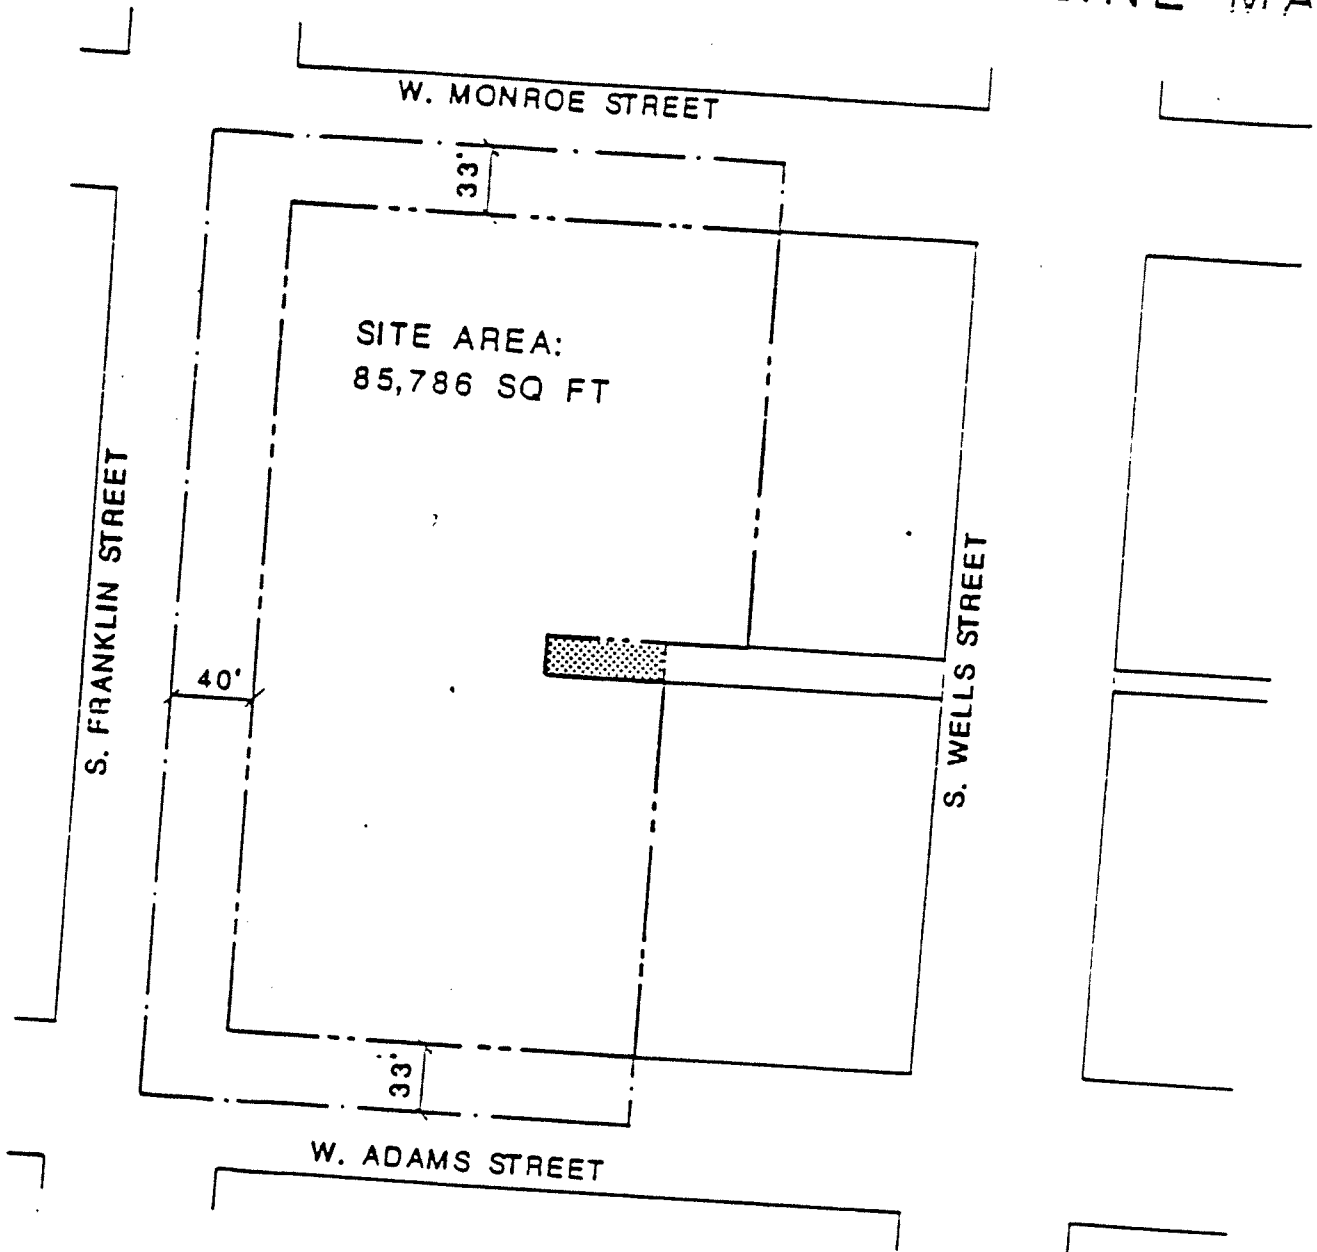 W. MONROE STREET
33'
SITE AREA:
85,786 SQ FT
S. FRANKLIN STREET
40'
S. WELLS STREET
33'
W. ADAMS STREET